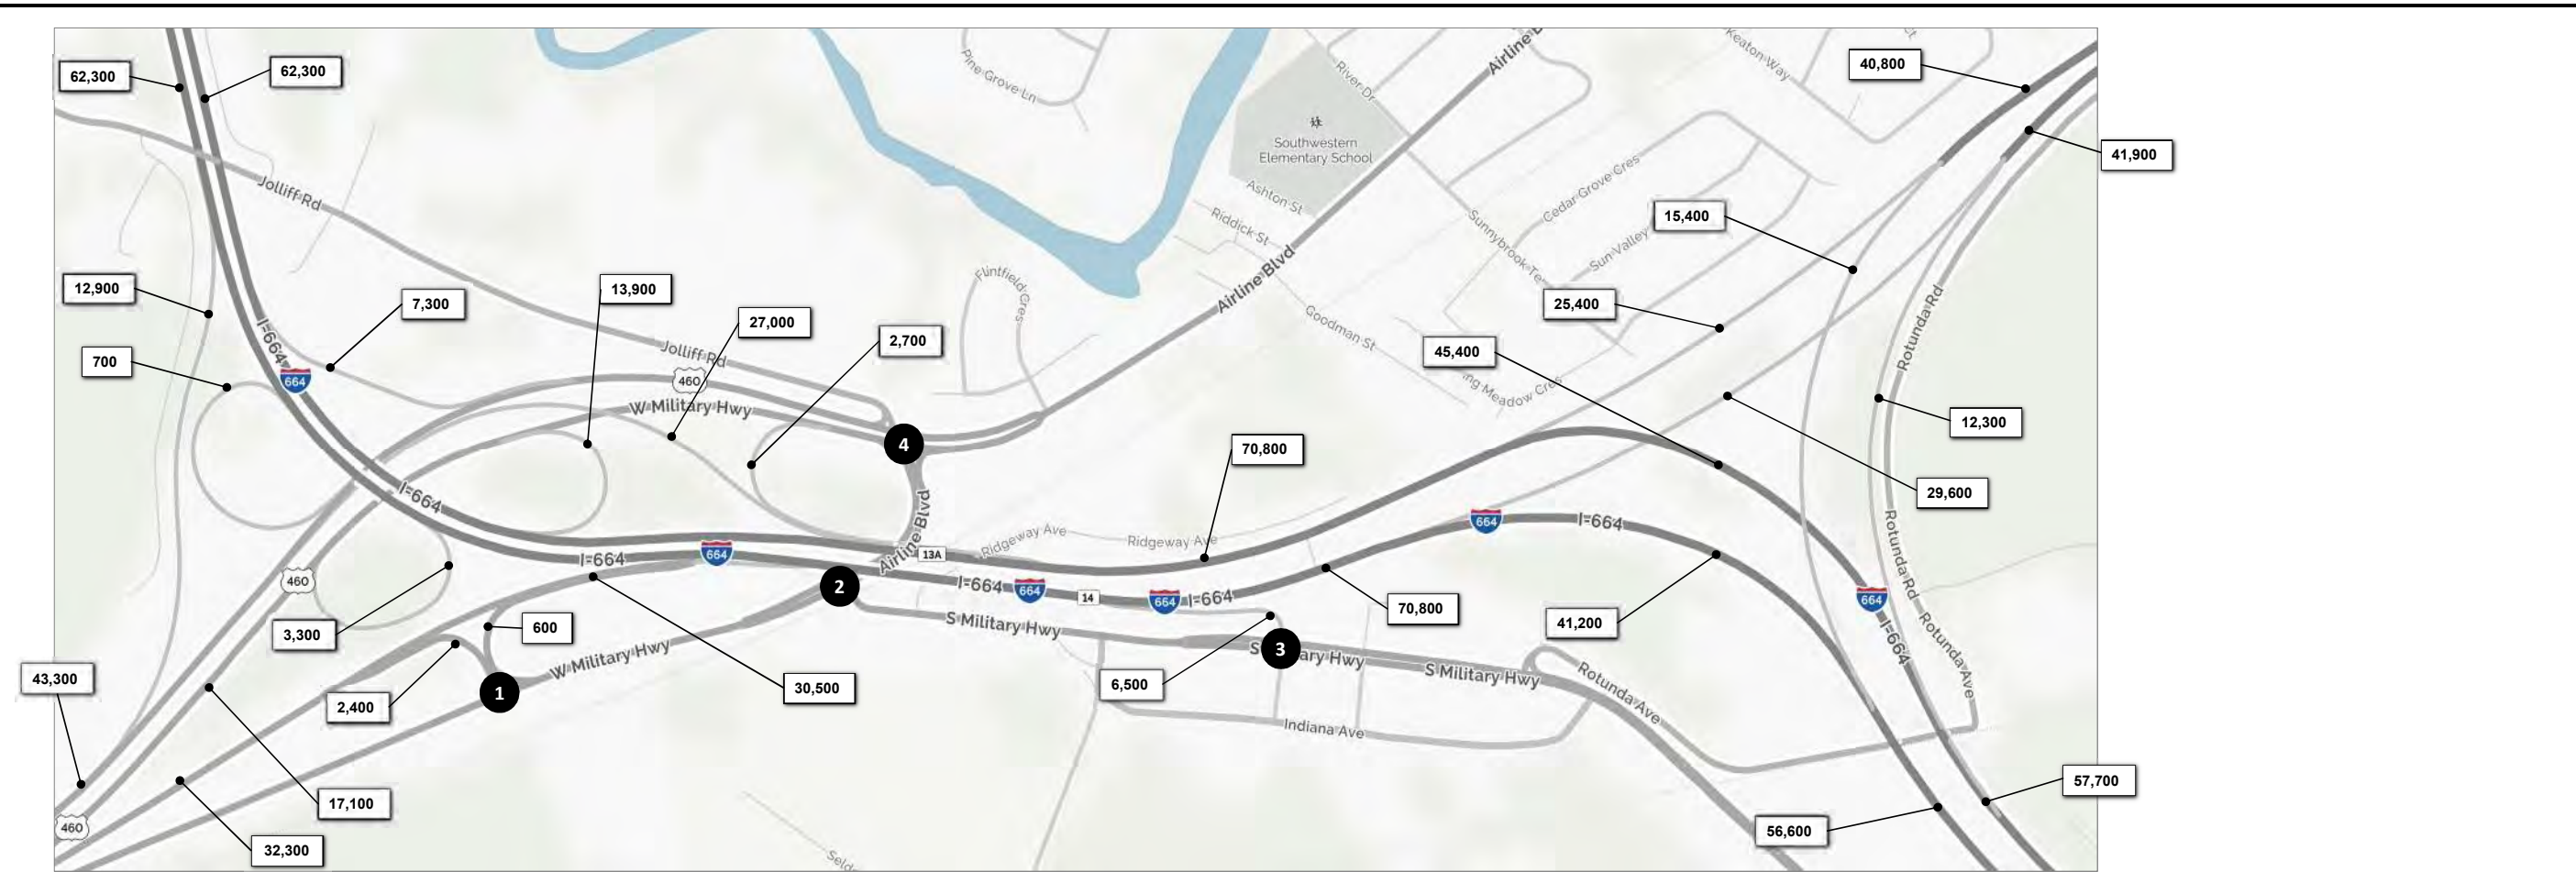 62,300
62,300
40,800
41,900
Pine Grove Ln
River Dr
Keaton Way
Ct
Southwestern
Elementary School
Ashton St
Riddick St
Cedar Grove Cres
Sun Valley
Jolliff Rd
15,400
25,400
45,400
12,300
29,600
12,900
700
7,300
13,900
27,000
2,700
I-664
664
Jolliff Rd
460
W Military Hwy
Flintfield Cres
Airline Blvd
Goodman St
Rotunda Rd
4
70,800
I-664
Airline Blvd
13A
Ridgeway Ave
Ridgeway Ave
664
I-664
I-664
664
2
I-664
664
14
664
I-664
460
3,300
600
S Military Hwy
70,800
41,200
664
I-664
Rotunda Rd
Rotunda Ave
43,300
2,400
1
W Military Hwy
30,500
6,500
3
S Military Hwy
Rotunda Ave
Indiana Ave
17,100
460
32,300
56,600
57,700